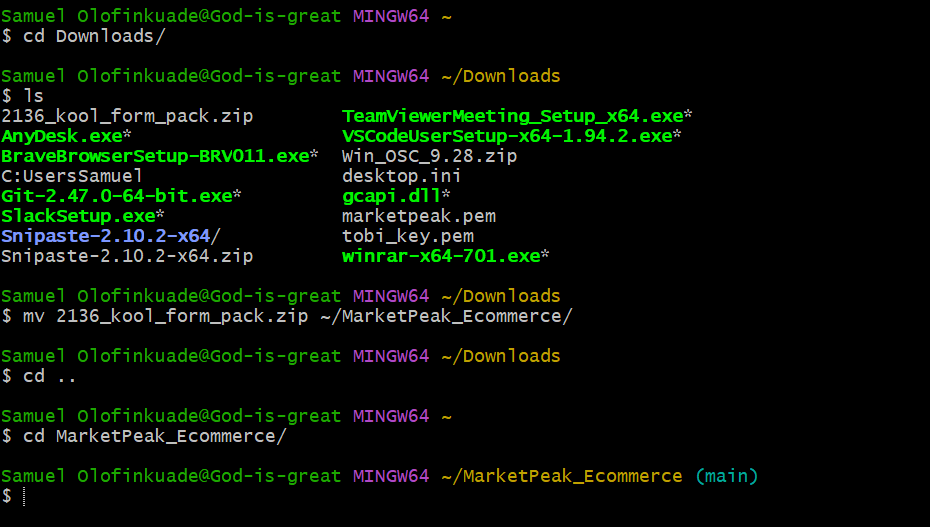 Samuel Olofinkuade@God-is-great MINGW64 ~
$ cd Downloads/
Samuel Olofinkuade@God-is-great MINGW64 ~/Downloads
$ ls
2136_kool_form_pack.zip TeamViewerMeeting_Setup_x64.exe*
AnyDesk.exe* VSCodeUserSetup-x64-1.94.2.exe*
BraveBrowserSetup-BRV011.exe* Win_OSC_9.28.zip
C:UsersSamuel desktop.ini
Git-2.47.0-64-bit.exe* gcapi.dll*
SlackSetup.exe* marketpeak.pem
Snipaste-2.10.2-x64/ tobi_key.pem
Snipaste-2.10.2-x64.zip winrar-x64-701.exe*
Samuel Olofinkuade@God-is-great MINGW64 ~/Downloads
$ mv 2136_kool_form_pack.zip ~/MarketPeak_Ecommerce/
Samuel Olofinkuade@God-is-great MINGW64 ~/Downloads
$ cd ..
Samuel Olofinkuade@God-is-great MINGW64 ~
$ cd MarketPeak_Ecommerce/
Samuel Olofinkuade@God-is-great MINGW64 ~/MarketPeak_Ecommerce (main)
$